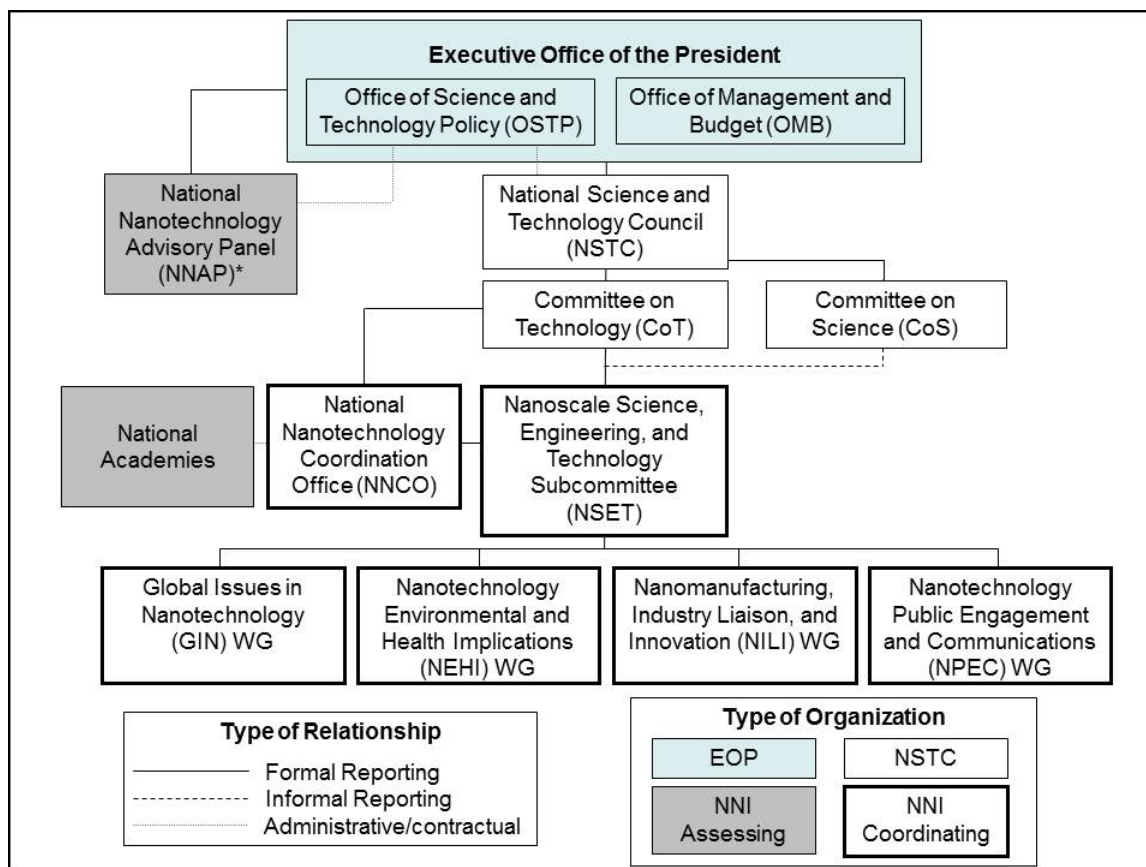 Executive Office of the President
Office of Science and
Technology Policy (OSTP)
Office of Management and
Budget (OMB)
National
Nanotechnology
Advisory Panel
(NNAP)*
National Science and
Technology Council
(NSTC)
Committee on
Technology (CoT)
Committee on
Science (CoS)
National
Academies
National
Nanotechnology
Coordination
Office (NNCO)
Nanoscale Science,
Engineering, and
Technology
Subcommittee
(NSET)
Global Issues in
Nanotechnology
(GIN) WG
Nanotechnology
Environmental and
Health Implications
(NEHI) WG
Nanomanufacturing,
Industry Liaison, and
Innovation (NILI) WG
Nanotechnology
Public Engagement
and Communications
(NPEC) WG
Type of Relationship
Formal Reporting
Informal Reporting
Administrative/contractual
Type of Organization
EOP
NSTC
NNI
Assessing
NNI
Coordinating